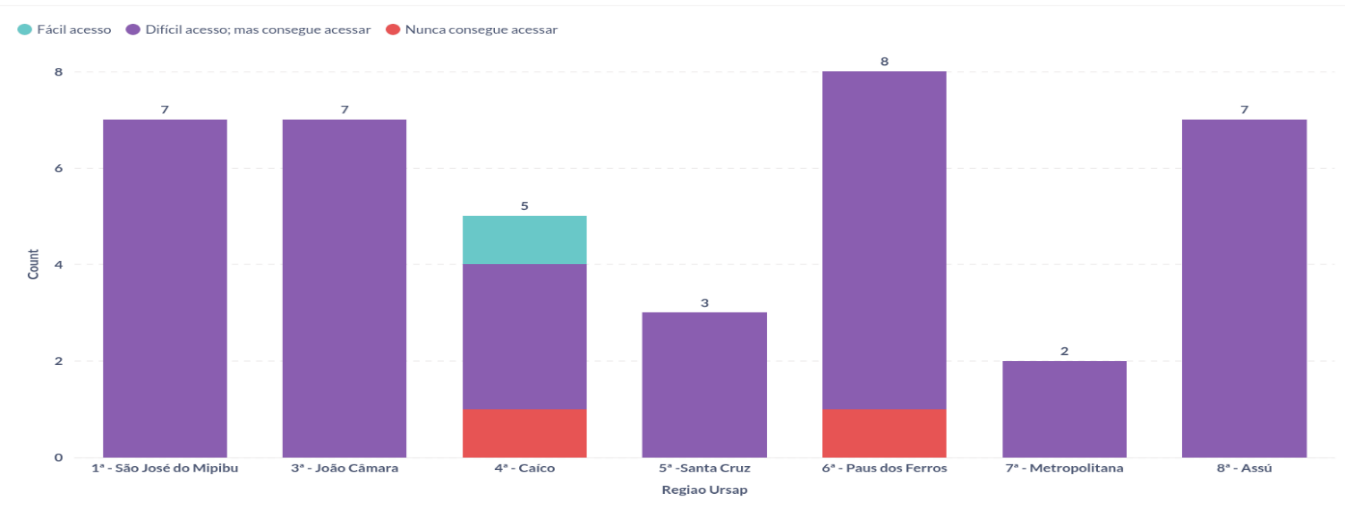 Fácil acesso Difícil acesso; mas consegue acessar Nunca consegue acessar
8
8
7 7 7
6
5
4
3
2
2
0
Count
1ª - São José do Mipibu 3ª - João Câmara 4ª - Caíco 5ª -Santa Cruz 6ª - Paus dos Ferros 7ª - Metropolitana 8ª - Assú
Regiao Ursap